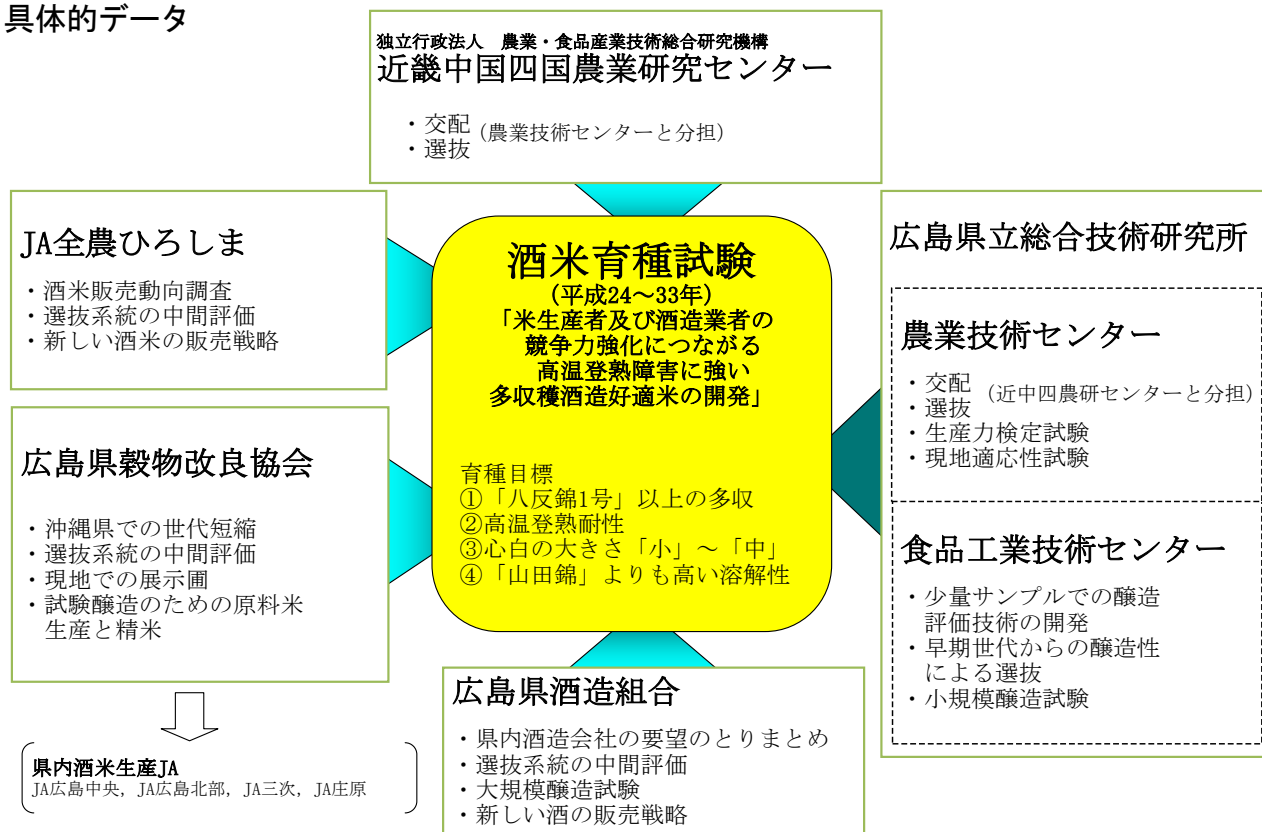 具体的データ
独立行政法人　農業・食品産業技術総合研究機構
近畿中国四国農業研究センター
・交配
・選抜
(農業技術センターと分担)
JA全農ひろしま
・酒米販売動向調査
・選抜系統の中間評価
・新しい酒米の販売戦略
広島県穀物改良協会
・沖縄県での世代短縮
・選抜系統の中間評価
・現地での展示圃
・試験醸造のための原料米
生産と精米
県内酒米生産JA
JA広島中央, JA広島北部, JA三次, JA庄原
酒米育種試験
(平成24～33年)
「米生産者及び酒造業者の
競争力強化につながる
高温登熟障害に強い
多収穫酒造好適米の開発」
育種目標
①「八反錦1号」以上の多収
②高温登熟耐性
③心白の大きさ「小」～「中」
④「山田錦」よりも高い溶解性
広島県酒造組合
・県内酒造会社の要望のとりまとめ
・選抜系統の中間評価
・大規模醸造試験
・新しい酒の販売戦略
広島県立総合技術研究所
農業技術センター
・交配
・選抜
(近中四農研センターと分担)
・生産力検定試験
・現地適応性試験
食品工業技術センター
・少量サンプルでの醸造
評価技術の開発
・早期世代からの醸造性
による選抜
・小規模醸造試験